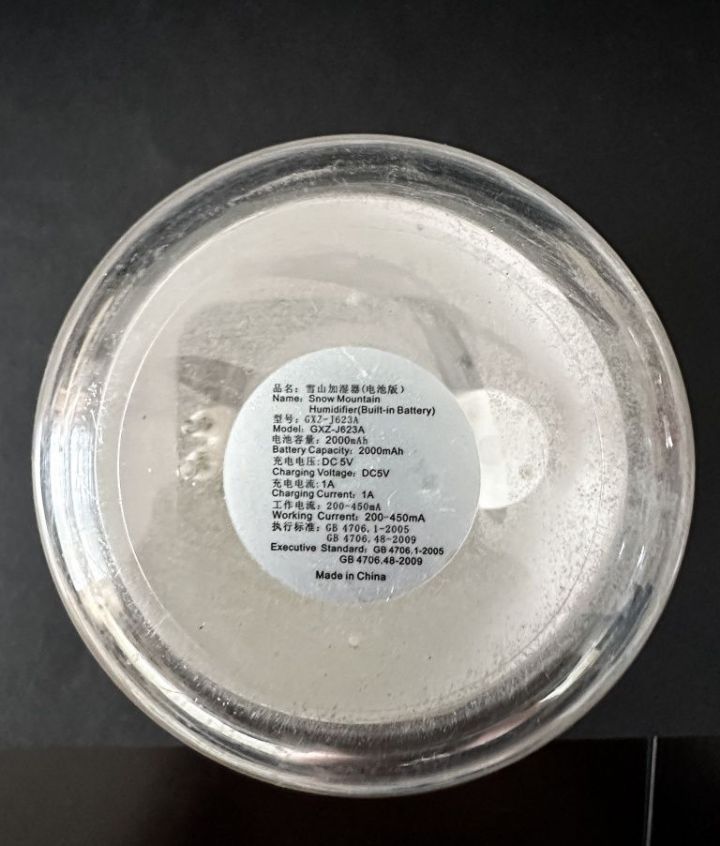 品名：雪山加湿器(电池版)
Name: Snow Mountain
Humidifier(Built-in Battery)
型号：GXZ-J623A
Model: GXZ-J623A
电池容量：2000mAh
Battery Capacity: 2000mAh
充电电压：DC 5V
Charging Voltage: DC5V
充电电流：1A
Charging Current: 1A
工作电流：200-450mA
Working Current: 200-450mA
执行标准：GB 4706.1-2005
GB 4706.48-2009
Executive Standard: GB 4706.1-2005
GB 4706.48-2009
Made in China